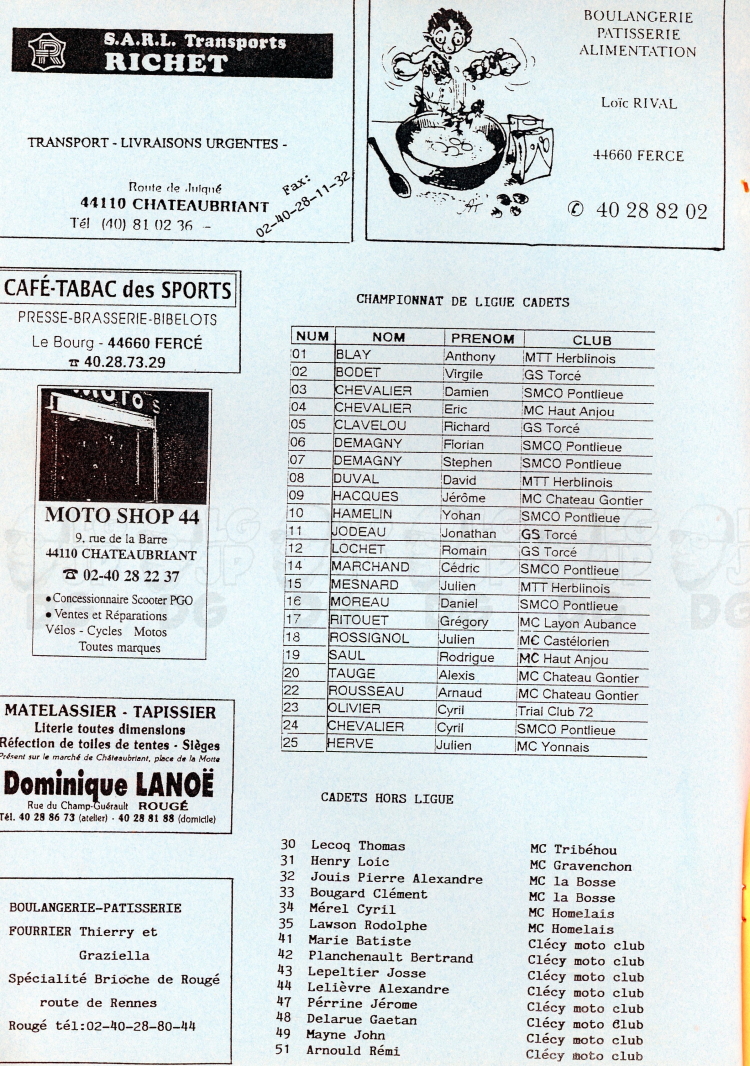 S.A.R.L. Transports
RICHET
TRANSPORT - LIVRAISONS URGENTES -
Route de Juigné
44110 CHATEAUBRIANT
Tél (40) 81 02 36 -
Fax:
02-40-28-11-32
BOULANGERIE
PATISSERIE
ALIMENTATION
Loïc RIVAL
44660 FERCE
✆ 40 28 82 02
CAFÉ-TABAC des SPORTS
PRESSE-BRASSERIE-BIBELOTS
Le Bourg - 44660 FERCÉ
☎ 40.28.73.29
MOTO'S
MOTO SHOP 44
9, rue de la Barre
44110 CHATEAUBRIANT
☎ 02-40 28 22 37
• Concessionnaire Scooter PGO
• Ventes et Réparations
Vélos - Cycles Motos
Toutes marques
MATELASSIER - TAPISSIER
Literie toutes dimensions
Réfection de toiles de tentes - Sièges
Présent sur le marché de Châteaubriant, place de la Motte
Dominique LANOË
Rue du Champ-Guérault ROUGÉ
Tél. 40 28 86 73 (atelier) - 40 28 81 88 (domicile)
BOULANGERIE-PATISSERIE
FOURRIER Thierry et
Graziella
Spécialité Brioche de Rougé
route de Rennes
Rougé tél:02-40-28-80-44
CHAMPIONNAT DE LIGUE CADETS
NUM NOM PRENOM CLUB
01 BLAY Anthony MTT Herblinois
02 BODET Virgile GS Torcé
03 CHEVALIER Damien SMCO Pontlieue
04 CHEVALIER Eric MC Haut Anjou
05 CLAVELOU Richard GS Torcé
06 DEMAGNY Florian SMCO Pontlieue
07 DEMAGNY Stephen SMCO Pontlieue
08 DUVAL David MTT Herblinois
09 HACQUES Jérôme MC Chateau Gontier
10 HAMELIN Yohan SMCO Pontlieue
11 JODEAU Jonathan GS Torcé
12 LOCHET Romain GS Torcé
14 MARCHAND Cédric SMCO Pontlieue
15 MESNARD Julien MTT Herblinois
16 MOREAU Daniel SMCO Pontlieue
17 RITOUET Grégory MC Layon Aubance
18 ROSSIGNOL Julien MC Castélorien
19 SAUL Rodrigue MC Haut Anjou
20 TAUGE Alexis MC Chateau Gontier
22 ROUSSEAU Arnaud MC Chateau Gontier
23 OLIVIER Cyril Trial Club 72
24 CHEVALIER Cyril SMCO Pontlieue
25 HERVE Julien MC Yonnais
CADETS HORS LIGUE
30 Lecoq Thomas MC Tribéhou
31 Henry Loic MC Gravenchon
32 Jouis Pierre Alexandre MC la Bosse
33 Bougard Clément MC la Bosse
34 Mérel Cyril MC Homelais
35 Lawson Rodolphe MC Homelais
41 Marie Batiste Clécy moto club
42 Planchenault Bertrand Clécy moto club
43 Lepeltier Josse Clécy moto club
44 Lelièvre Alexandre Clécy moto club
47 Pérrine Jérome Clécy moto club
48 Delarue Gaetan Clécy moto club
49 Mayne John Clécy moto club
51 Arnould Rémi Clécy moto club